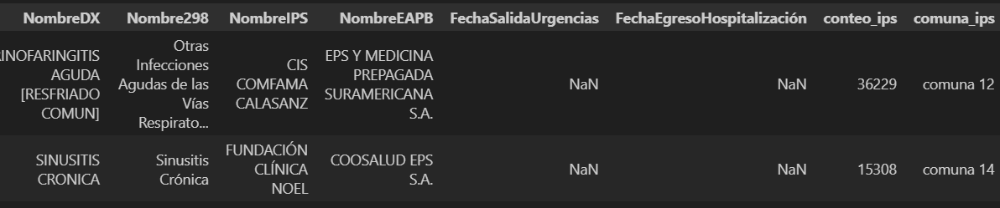 NombreDX Nombre298 NombreIPS NombreEAPB FechaSalidaUrgencias FechaEgresoHospitalización conteo_ips comuna_ips
INOFARINGITIS AGUDA [RESFRIADO COMUN] Otras Infecciones Agudas de las Vías Respirato... CIS COMFAMA CALASANZ EPS Y MEDICINA PREPAGADA SURAMERICANA S.A. NaN NaN 36229 comuna 12
SINUSITIS CRONICA Sinusitis Crónica FUNDACIÓN CLÍNICA NOEL COOSALUD EPS S.A. NaN NaN 15308 comuna 14